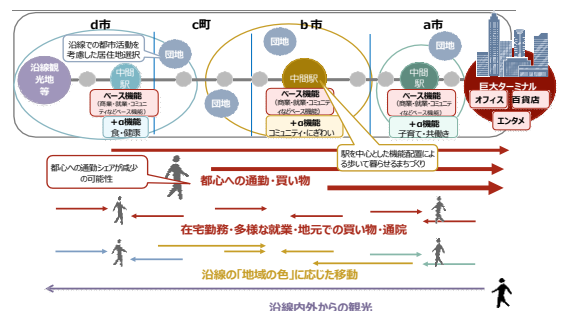 d市
c町
b市
a市
沿線での都市活動を
考慮した居住地選択
団地
団地
団地
団地
沿線観
光地
等
中間
駅
中間駅
中間
駅
巨大ターミナル
オフィス
百貨店
エンタメ
ベース機能
(商業・就業・コミュニ
ティなどベース機能)
+α機能
食・健康
ベース機能
(商業・就業・コミュニ
ティなどベース機能)
+α機能
コミュニティ・にぎわい
ベース機能
(商業・就業・コミュニ
ティなどベース機能)
+α機能
子育て・共働き
駅を中心とした機能配置によ
る歩いて暮らせるまちづくり
都心への通勤シェアが減少
の可能性
都心への通勤・買い物
在宅勤務・多様な就業・地元での買い物・通院
沿線の「地域の色」に応じた移動
沿線内外からの観光